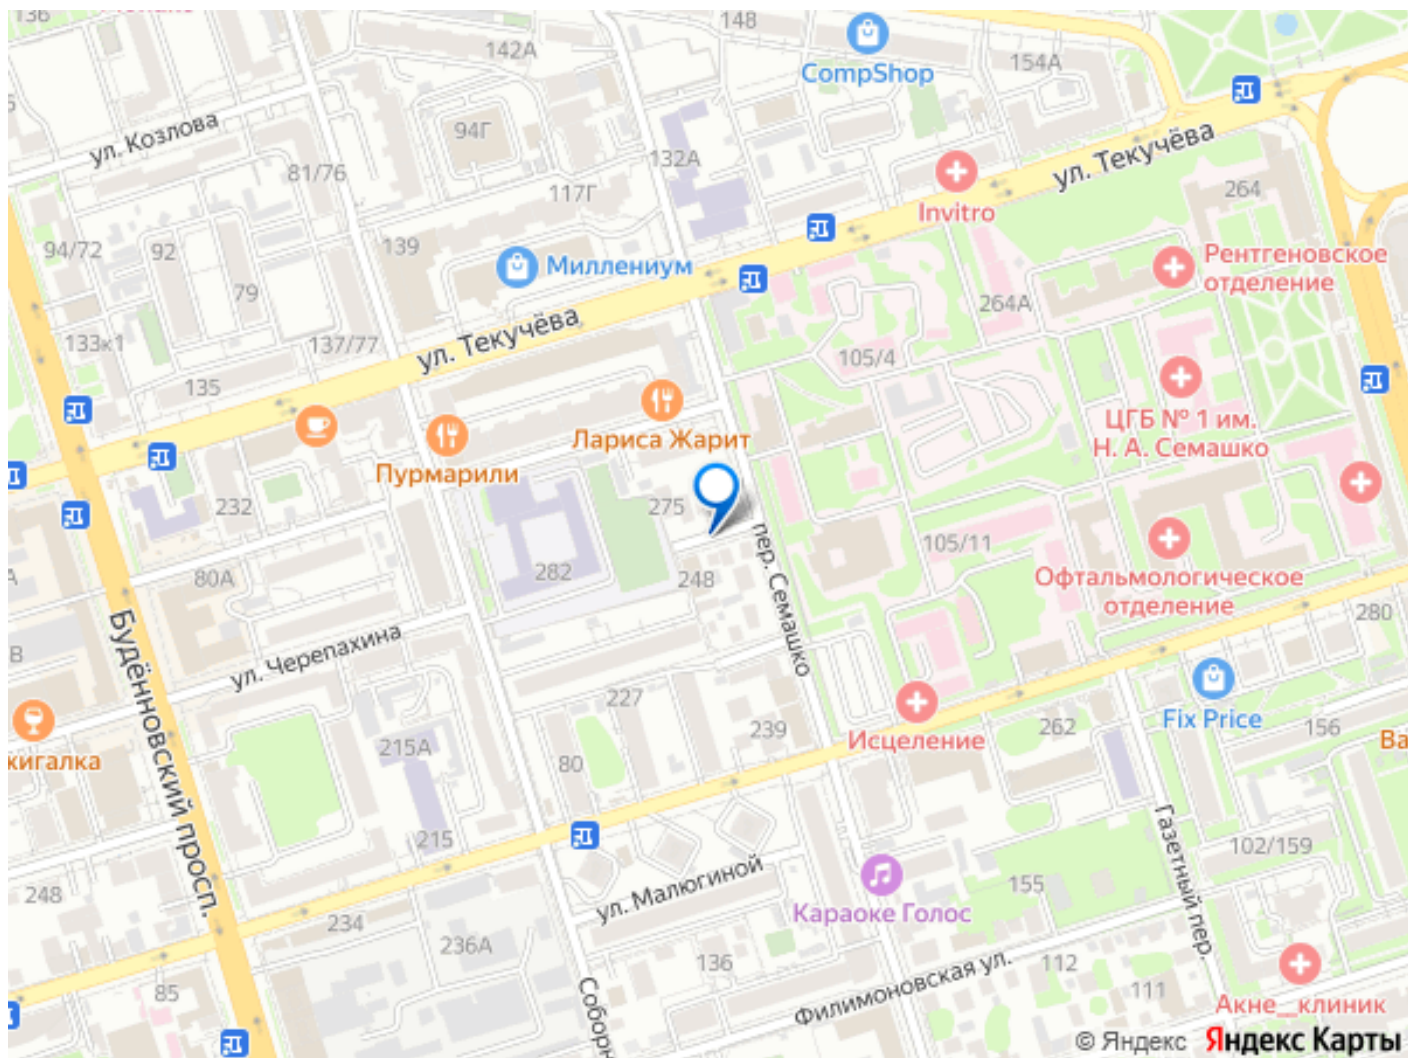 136
148
142А
CompShop
154А
ул. Козлова
94Г
132А
ул. Текучёва
81/76
117Г
Invitro
264
94/72
92
139
Миллениум
Рентгеновское
отделение
79
264А
133к1
137/77
ул. Текучёва
105/4
135
ЦГБ № 1 им.
Н. А. Семашко
Лариса Жарит
Пурмарили
232
275
пер. Семашко
105/11
80А
282
248
Офтальмологическое
отделение
280
ул. Черепахина
В
Будённовский просп.
227
239
Исцеление
262
Fix Price
156
Ва
кигалка
215А
80
215
Газетный пер.
102/159
248
ул. Малюгиной
155
Караоке Голос
234
236А
136
Филимоновская ул.
112
111
85
Соборн
Акне_клиник
© Яндекс Яндекс Карты